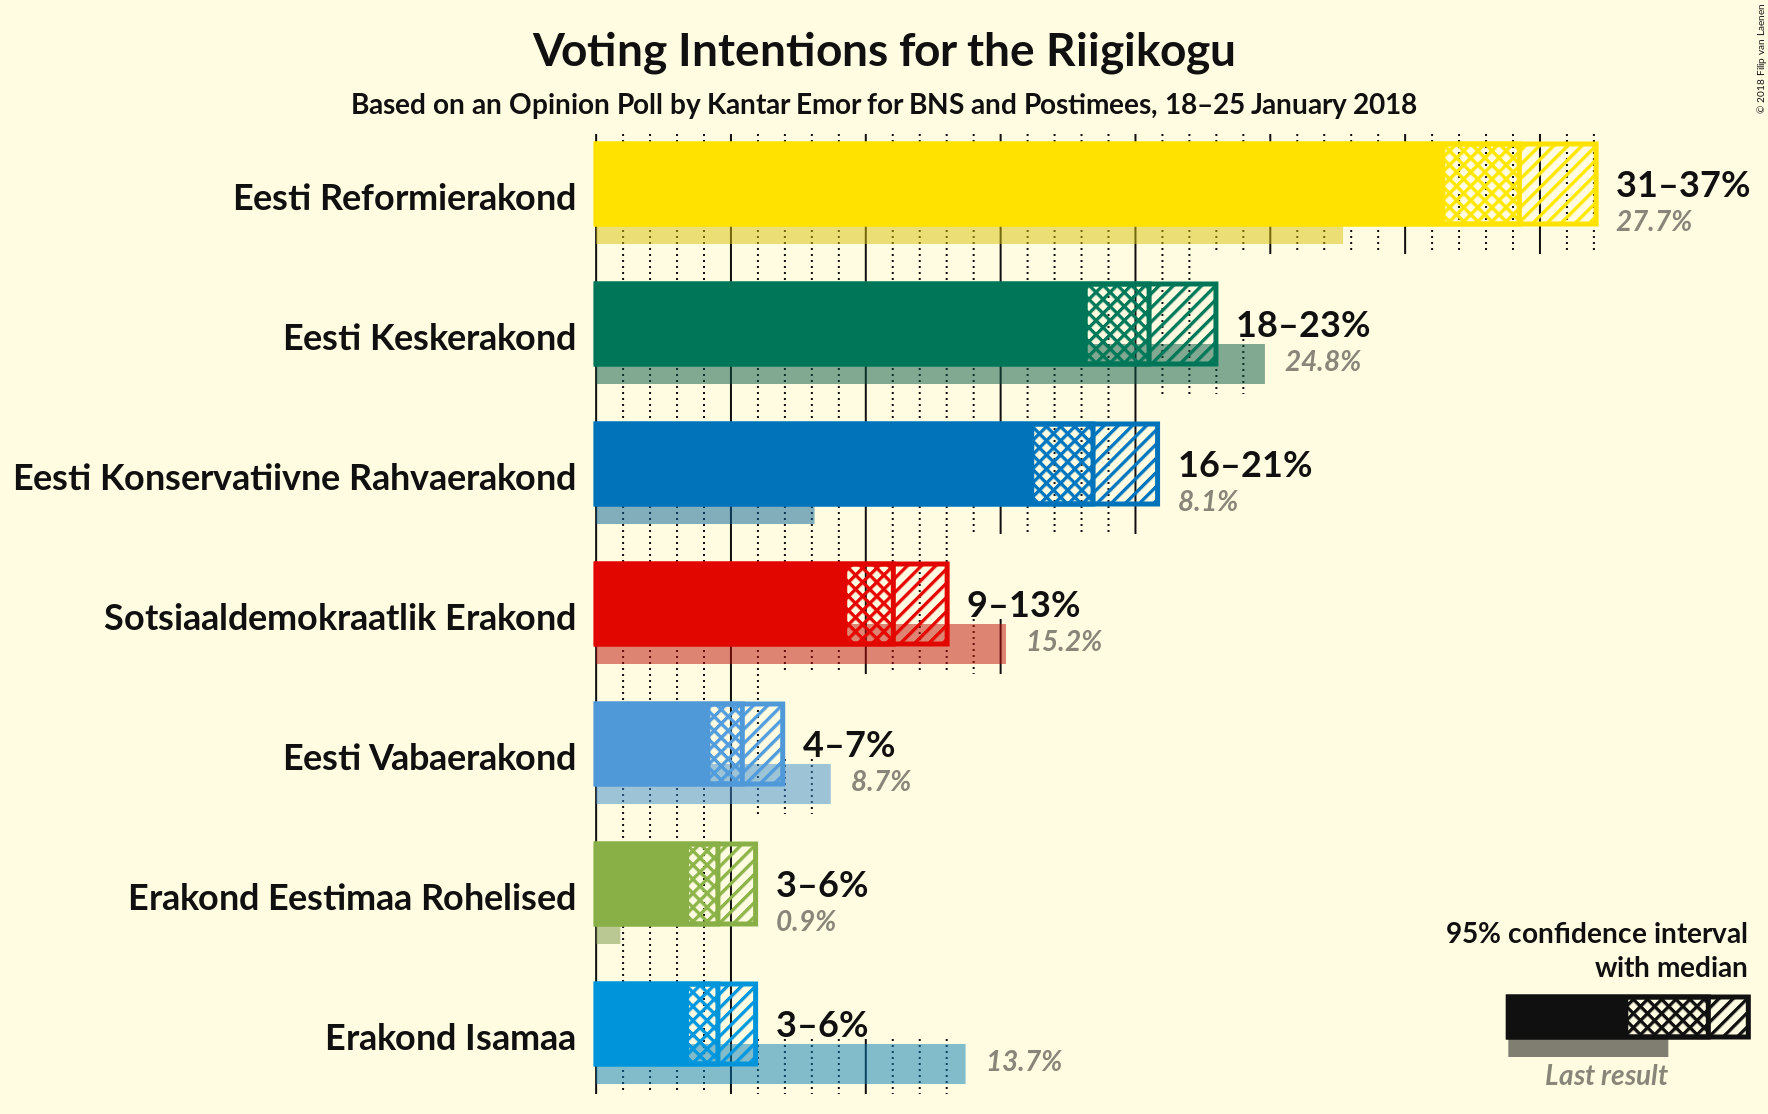 Voting Intentions for the Riigikogu
Based on an Opinion Poll by Kantar Emor for BNS and Postimees, 18–25 January 2018
© 2018 Filip van Laenen
Eesti Reformierakond
31–37%
27.7%
Eesti Keskerakond
18–23%
24.8%
Eesti Konservatiivne Rahvaerakond
16–21%
8.1%
Sotsiaaldemokraatlik Erakond
9–13%
15.2%
Eesti Vabaerakond
4–7%
8.7%
Erakond Eestimaa Rohelised
3–6%
0.9%
Erakond Isamaa
3–6%
13.7%
95% confidence interval
with median
Last result